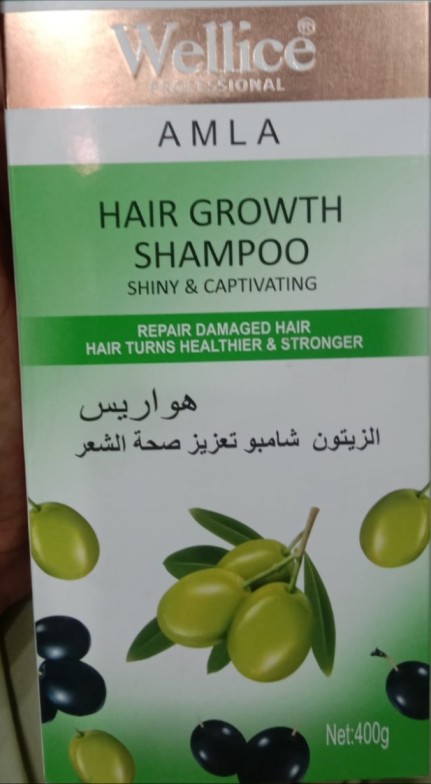 Wellice®
PROFESSIONAL
AMLA
HAIR GROWTH
SHAMPOO
SHINY & CAPTIVATING
REPAIR DAMAGED HAIR
HAIR TURNS HEALTHIER & STRONGER
هواريس
الزيتون شامبو تعزيز صحة الشعر
Net:400g